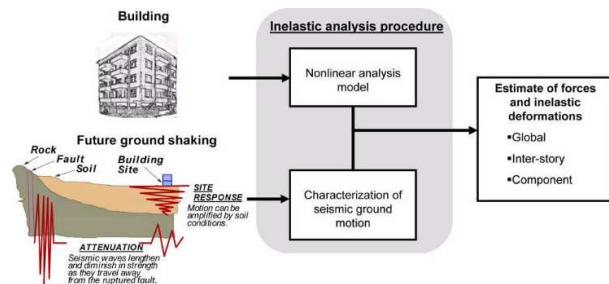 Building
Inelastic analysis procedure
Nonlinear analysis
model
Estimate of forces
and inelastic
deformations
▪Global
▪Inter-story
▪Component
Future ground shaking
Rock
Fault
Soil
Building
Site
SITE
RESPONSE
Motion can be
amplified by soil
conditions.
Characterization of
seismic ground
motion
ATTENUATION
Seismic waves lengthen
and diminish in strength
as they travel away
from the ruptured fault.